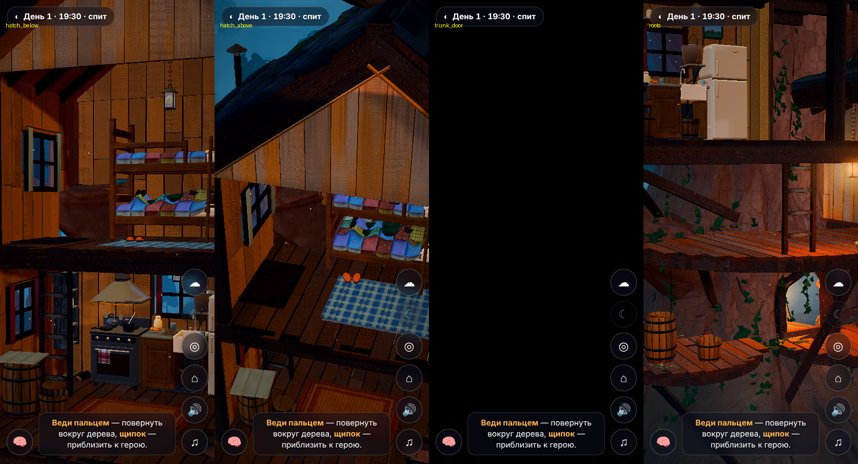 День 1 · 19:30 · спит
hatch_below
Веди пальцем — повернуть
вокруг дерева, щипок —
приблизить к герою.
День 1 · 19:30 · спит
hatch_above
Веди пальцем — повернуть
вокруг дерева, щипок —
приблизить к герою.
День 1 · 19:30 · спит
trunk_door
Веди пальцем — повернуть
вокруг дерева, щипок —
приблизить к герою.
День 1 · 19:30 · спит
roots
Веди пальцем — повернуть
вокруг дерева, щипок —
приблизить к герою.